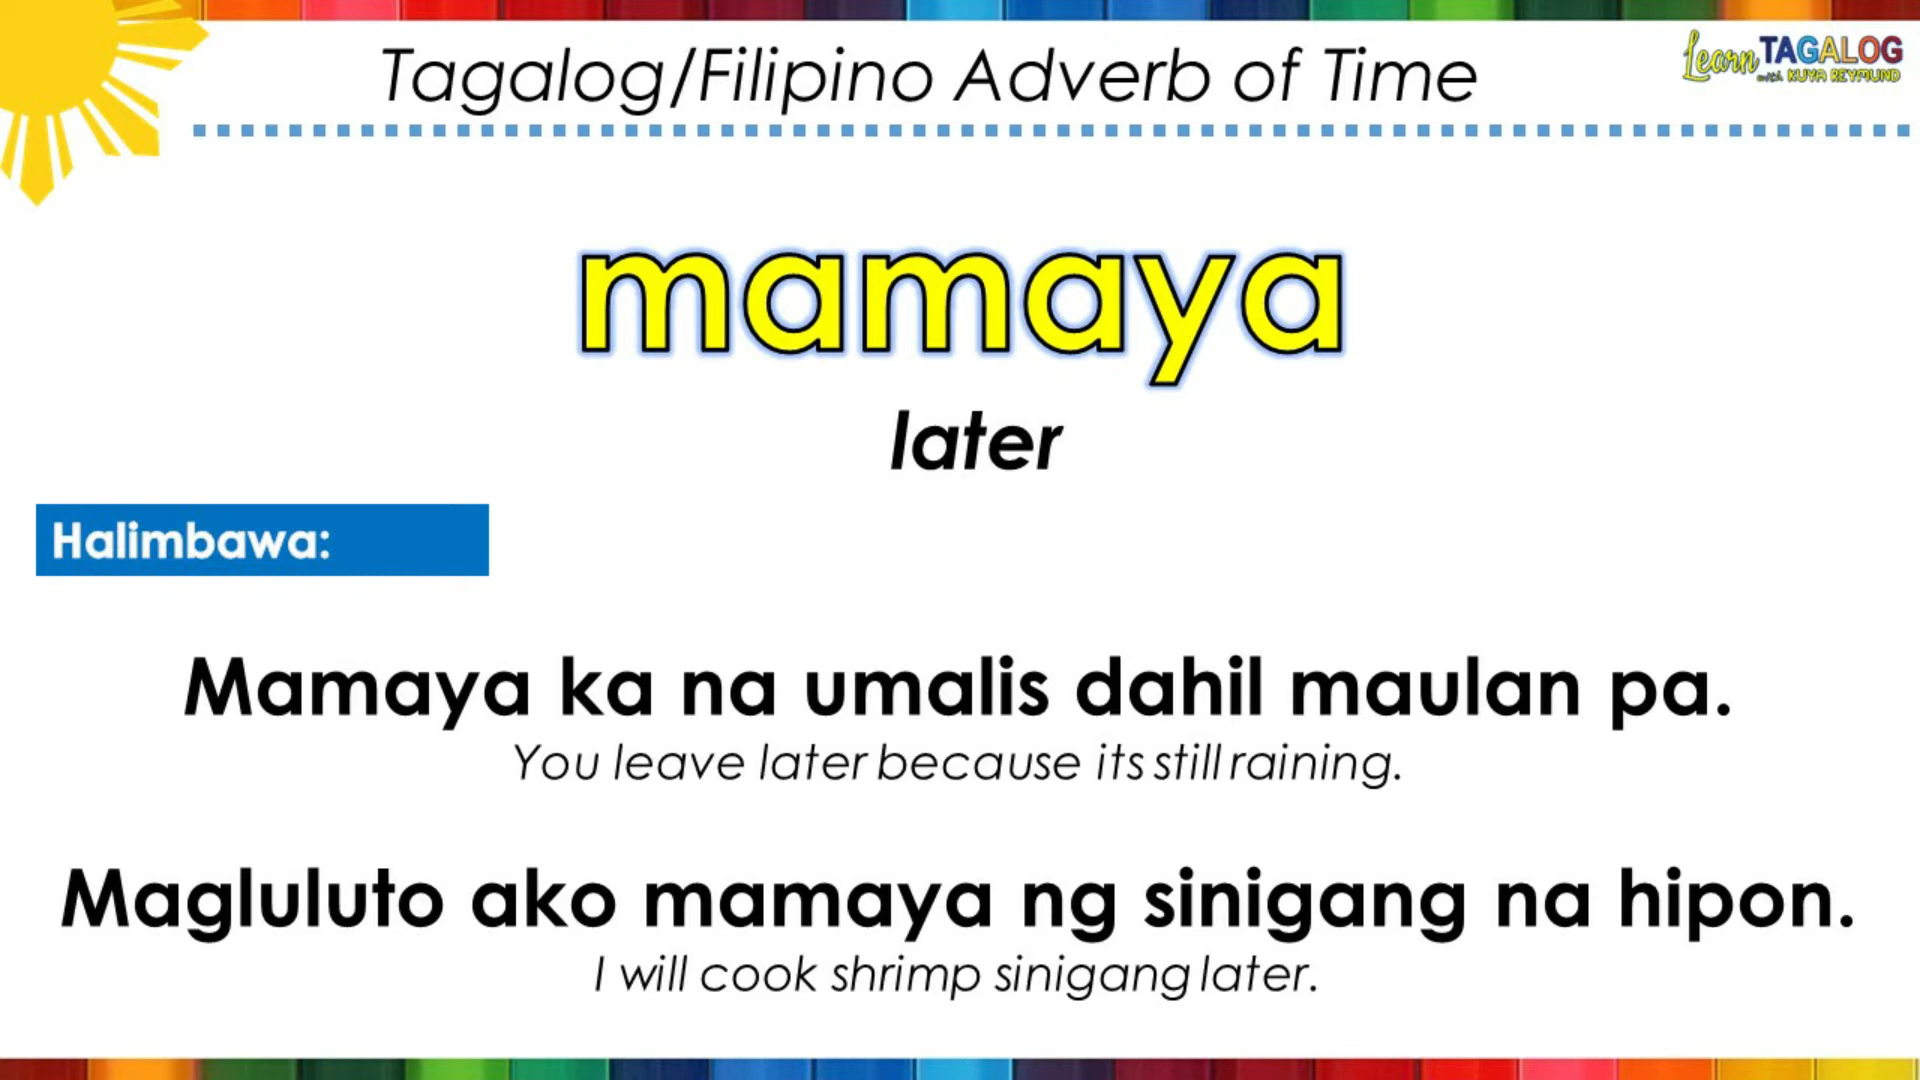 Tagalog/Filipino Adverb of Time
Learn TAGALOG
with KUYA REYMUND
mamaya
later
Halimbawa:
Mamaya ka na umalis dahil maulan pa.
You leave later because its still raining.
Magluluto ako mamaya ng sinigang na hipon.
I will cook shrimp sinigang later.